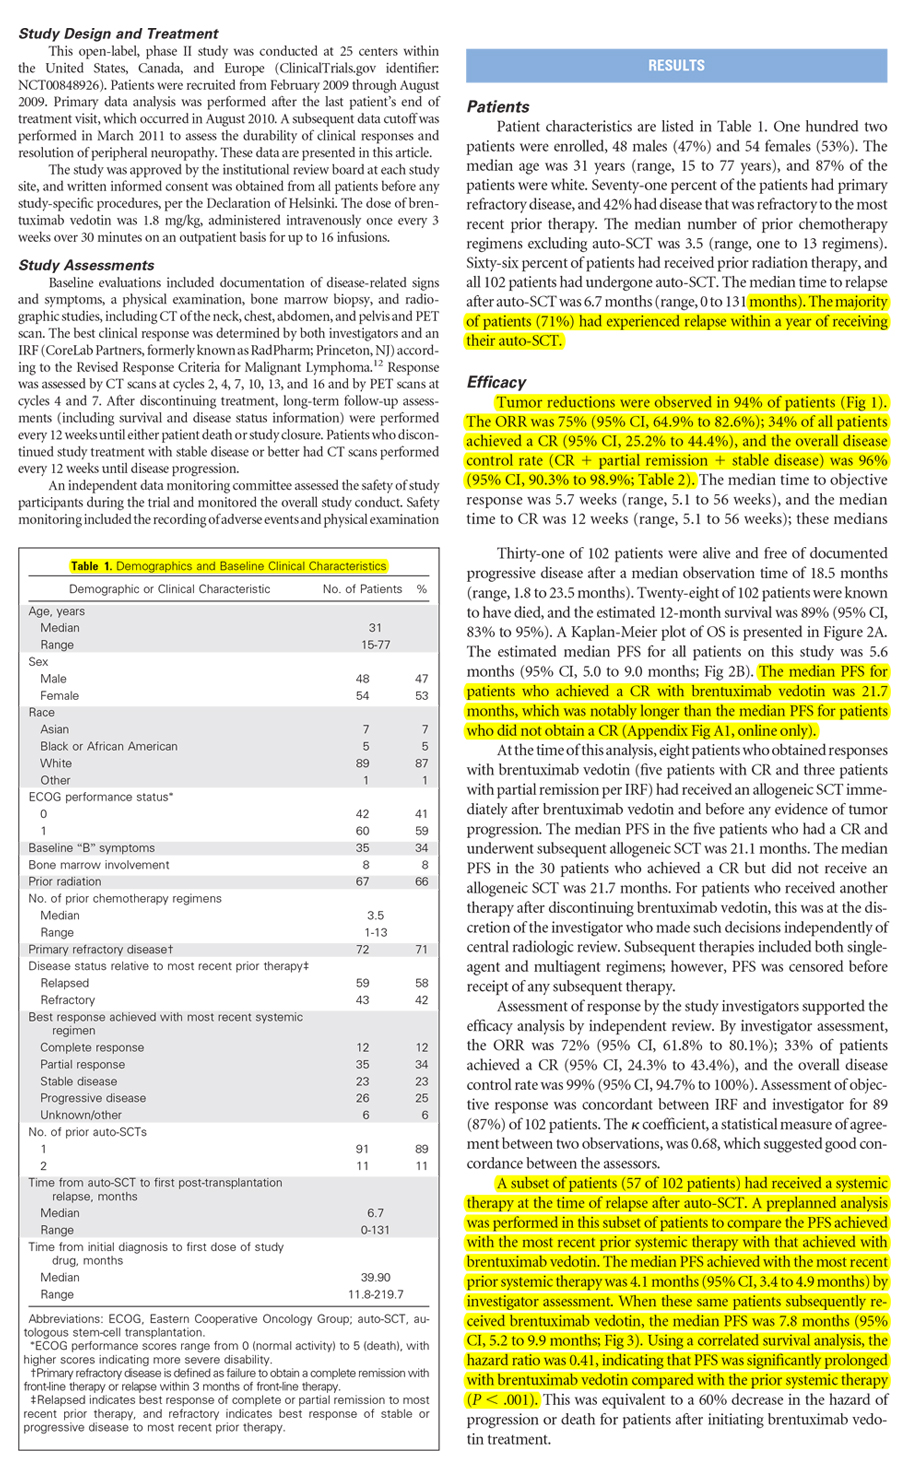 Study Design and Treatment
This open-label, phase II study was conducted at 25 centers within
the United States, Canada, and Europe (ClinicalTrials.gov identifier:
NCT00848926). Patients were recruited from February 2009 through August
2009. Primary data analysis was performed after the last patient's end of
treatment visit, which occurred in August 2010. A subsequent data cutoff was
performed in March 2011 to assess the durability of clinical responses and
resolution of peripheral neuropathy. These data are presented in this article.
The study was approved by the institutional review board at each study
site, and written informed consent was obtained from all patients before any
study-specific procedures, per the Declaration of Helsinki. The dose of bren-
tuximab vedotin was 1.8 mg/kg, administered intravenously once every 3
weeks over 30 minutes on an outpatient basis for up to 16 infusions.
Study Assessments
Baseline evaluations included documentation of disease-related signs
and symptoms, a physical examination, bone marrow biopsy, and radio-
graphic studies, including CT of the neck, chest, abdomen, and pelvis and PET
scan. The best clinical response was determined by both investigators and an
IRF (CoreLab Partners, formerly known as RadPharm; Princeton, NJ) accord-
ing to the Revised Response Criteria for Malignant Lymphoma.12 Response
was assessed by CT scans at cycles 2, 4, 7, 10, 13, and 16 and by PET scans at
cycles 4 and 7. After discontinuing treatment, long-term follow-up assess-
ments (including survival and disease status information) were performed
every 12 weeks until either patient death or study closure. Patients who discon-
tinued study treatment with stable disease or better had CT scans performed
every 12 weeks until disease progression.
An independent data monitoring committee assessed the safety of study
participants during the trial and monitored the overall study conduct. Safety
monitoring included the recording of adverse events and physical examination
Table 1. Demographics and Baseline Clinical Characteristics
Demographic or Clinical Characteristic No. of Patients %
Age, years
Median 31
Range 15-77
Sex
Male 48 47
Female 54 53
Race
Asian 7 7
Black or African American 5 5
White 89 87
Other 1 1
ECOG performance status*
0 42 41
1 60 59
Baseline "B" symptoms 35 34
Bone marrow involvement 8 8
Prior radiation 67 66
No. of prior chemotherapy regimens
Median 3.5
Range 1-13
Primary refractory disease† 72 71
Disease status relative to most recent prior therapy‡
Relapsed 59 58
Refractory 43 42
Best response achieved with most recent systemic
regimen
Complete response 12 12
Partial response 35 34
Stable disease 23 23
Progressive disease 26 25
Unknown/other 6 6
No. of prior auto-SCTs
1 91 89
2 11 11
Time from auto-SCT to first post-transplantation
relapse, months
Median 6.7
Range 0-131
Time from initial diagnosis to first dose of study
drug, months
Median 39.90
Range 11.8-219.7
Abbreviations: ECOG, Eastern Cooperative Oncology Group; auto-SCT, au-
tologous stem-cell transplantation.
*ECOG performance scores range from 0 (normal activity) to 5 (death), with
higher scores indicating more severe disability.
†Primary refractory disease is defined as failure to obtain a complete remission with
front-line therapy or relapse within 3 months of front-line therapy.
‡Relapsed indicates best response of complete or partial remission to most
recent prior therapy, and refractory indicates best response of stable or
progressive disease to most recent prior therapy.
RESULTS
Patients
Patient characteristics are listed in Table 1. One hundred two
patients were enrolled, 48 males (47%) and 54 females (53%). The
median age was 31 years (range, 15 to 77 years), and 87% of the
patients were white. Seventy-one percent of the patients had primary
refractory disease, and 42% had disease that was refractory to the most
recent prior therapy. The median number of prior chemotherapy
regimens excluding auto-SCT was 3.5 (range, one to 13 regimens).
Sixty-six percent of patients had received prior radiation therapy, and
all 102 patients had undergone auto-SCT. The median time to relapse
after auto-SCT was 6.7 months (range, 0 to 131 months). The majority
of patients (71%) had experienced relapse within a year of receiving
their auto-SCT.
Efficacy
Tumor reductions were observed in 94% of patients (Fig 1).
The ORR was 75% (95% CI, 64.9% to 82.6%); 34% of all patients
achieved a CR (95% CI, 25.2% to 44.4%), and the overall disease
control rate (CR + partial remission + stable disease) was 96%
(95% CI, 90.3% to 98.9%; Table 2). The median time to objective
response was 5.7 weeks (range, 5.1 to 56 weeks), and the median
time to CR was 12 weeks (range, 5.1 to 56 weeks); these medians
Thirty-one of 102 patients were alive and free of documented
progressive disease after a median observation time of 18.5 months
(range, 1.8 to 23.5 months). Twenty-eight of 102 patients were known
to have died, and the estimated 12-month survival was 89% (95% CI,
83% to 95%). A Kaplan-Meier plot of OS is presented in Figure 2A.
The estimated median PFS for all patients on this study was 5.6
months (95% CI, 5.0 to 9.0 months; Fig 2B). The median PFS for
patients who achieved a CR with brentuximab vedotin was 21.7
months, which was notably longer than the median PFS for patients
who did not obtain a CR (Appendix Fig A1, online only).
At the time of this analysis, eight patients who obtained responses
with brentuximab vedotin (five patients with CR and three patients
with partial remission per IRF) had received an allogeneic SCT imme-
diately after brentuximab vedotin and before any evidence of tumor
progression. The median PFS in the five patients who had a CR and
underwent subsequent allogeneic SCT was 21.1 months. The median
PFS in the 30 patients who achieved a CR but did not receive an
allogeneic SCT was 21.7 months. For patients who received another
therapy after discontinuing brentuximab vedotin, this was at the dis-
cretion of the investigator who made such decisions independently of
central radiologic review. Subsequent therapies included both single-
agent and multiagent regimens; however, PFS was censored before
receipt of any subsequent therapy.
Assessment of response by the study investigators supported the
efficacy analysis by independent review. By investigator assessment,
the ORR was 72% (95% CI, 61.8% to 80.1%); 33% of patients
achieved a CR (95% CI, 24.3% to 43.4%), and the overall disease
control rate was 99% (95% CI, 94.7% to 100%). Assessment of objec-
tive response was concordant between IRF and investigator for 89
(87%) of 102 patients. The κ coefficient, a statistical measure of agree-
ment between two observations, was 0.68, which suggested good con-
cordance between the assessors.
A subset of patients (57 of 102 patients) had received a systemic
therapy at the time of relapse after auto-SCT. A preplanned analysis
was performed in this subset of patients to compare the PFS achieved
with the most recent prior systemic therapy with that achieved with
brentuximab vedotin. The median PFS achieved with the most recent
prior systemic therapy was 4.1 months (95% CI, 3.4 to 4.9 months) by
investigator assessment. When these same patients subsequently re-
ceived brentuximab vedotin, the median PFS was 7.8 months (95%
CI, 5.2 to 9.9 months; Fig 3). Using a correlated survival analysis, the
hazard ratio was 0.41, indicating that PFS was significantly prolonged
with brentuximab vedotin compared with the prior systemic therapy
(P < .001). This was equivalent to a 60% decrease in the hazard of
progression or death for patients after initiating brentuximab vedo-
tin treatment.